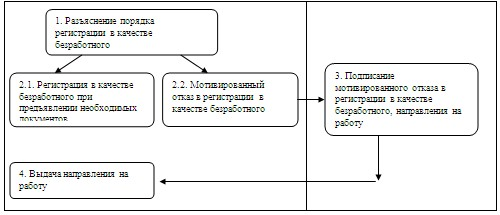 1. Разъяснение порядка
регистрации в качестве
безработного
2.1. Регистрация в качестве
безработного при
предъявлении необходимых
документов
2.2. Мотивированный
отказ в регистрации в
качестве безработного
3. Подписание
мотивированного отказа в
регистрации в качестве
безработного, направления на
работу
4. Выдача направления на
работу